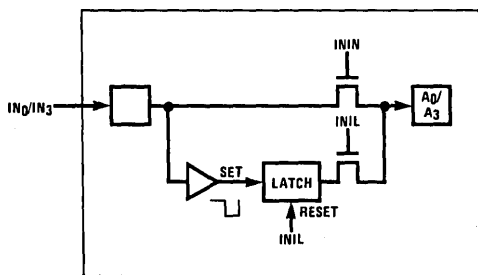 ININ
IN0/IN3
A0/
A3
INIL
SET
LATCH
RESET
INIL